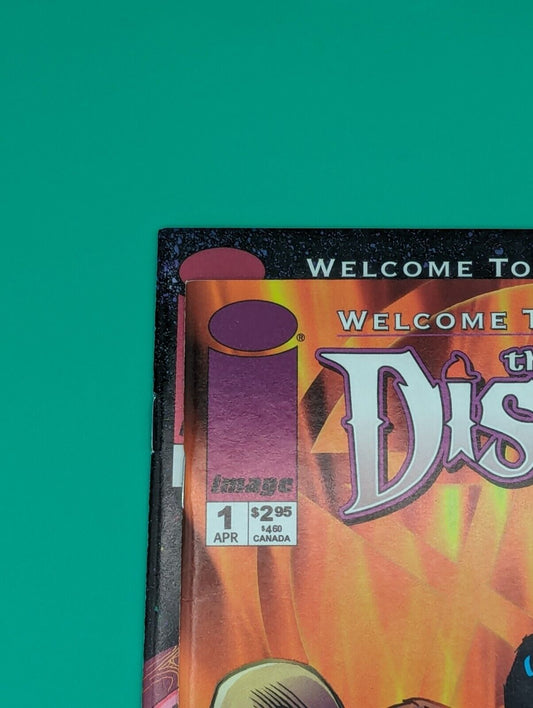 WELCOME TO
WELCOME T
th
DIS
®
image
1
APR
$2.95
$4.60
CANADA